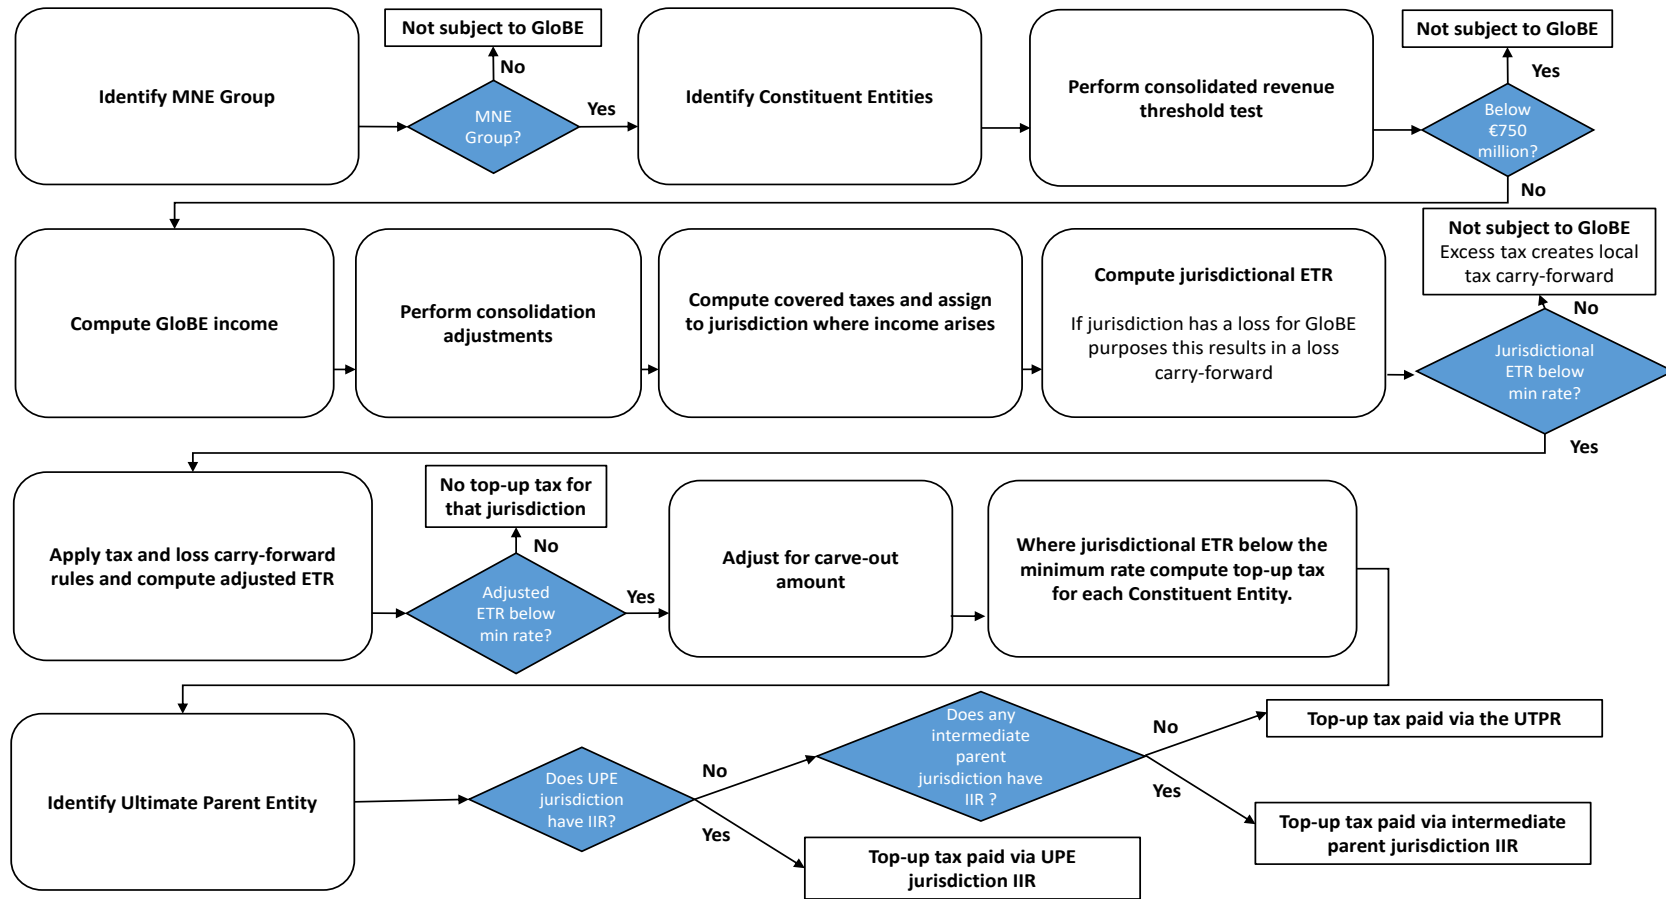 Not subject to GloBE
No
Identify MNE Group
MNE
Group?
Yes
Identify Constituent Entities
Perform consolidated revenue
threshold test
Not subject to GloBE
Yes
Below
€750
million?
No
Compute GloBE income
Perform consolidation
adjustments
Compute covered taxes and assign
to jurisdiction where income arises
Compute jurisdictional ETR
If jurisdiction has a loss for GloBE
purposes this results in a loss
carry-forward
Not subject to GloBE
Excess tax creates local
tax carry-forward
No
Jurisdictional
ETR below
min rate?
Yes
Apply tax and loss carry-forward
rules and compute adjusted ETR
No top-up tax for
that jurisdiction
No
Adjusted
ETR below
min rate?
Yes
Adjust for carve-out
amount
Where jurisdictional ETR below the
minimum rate compute top-up tax
for each Constituent Entity.
Identify Ultimate Parent Entity
Does UPE
jurisdiction
have IIR?
No
Yes
Does any
intermediate
parent
jurisdiction have
IIR ?
No
Yes
Top-up tax paid via the UTPR
Top-up tax paid via intermediate
parent jurisdiction IIR
Top-up tax paid via UPE
jurisdiction IIR